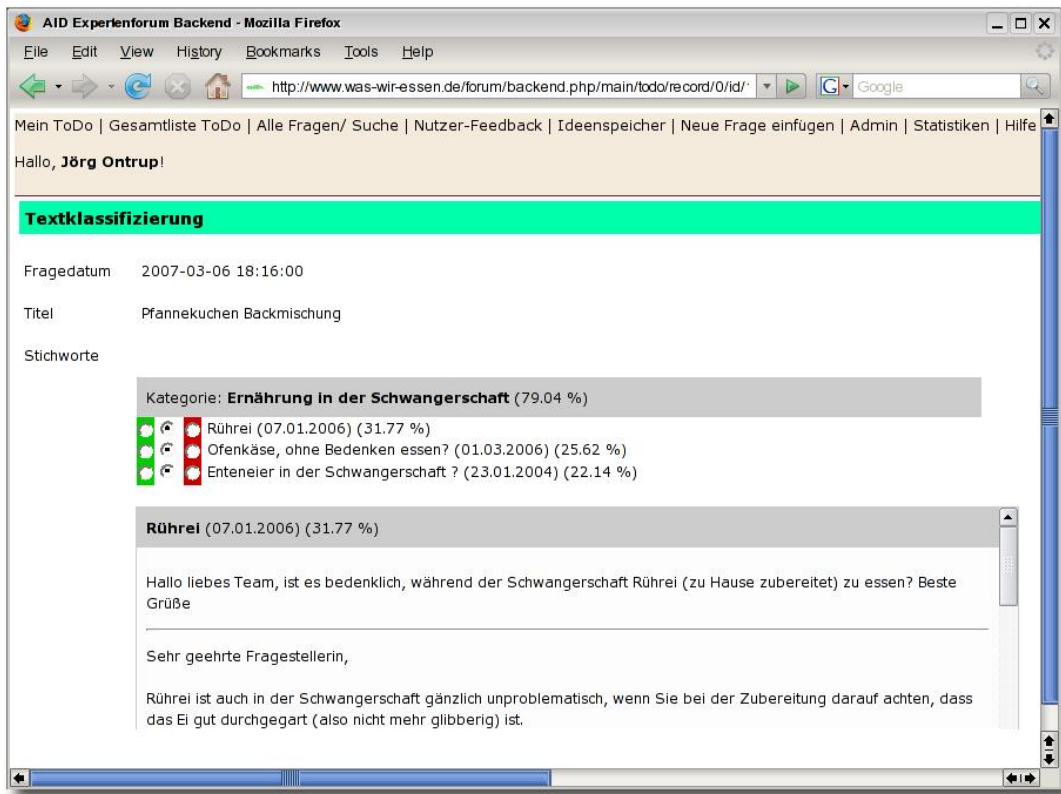 AID Expertenforum Backend - Mozilla Firefox
File Edit View History Bookmarks Tools Help
http://www.was-wir-essen.de/forum/backend.php/main/todo/record/0/id/ G Google
Mein ToDo | Gesamtliste ToDo | Alle Fragen/ Suche | Nutzer-Feedback | Ideenspeicher | Neue Frage einfügen | Admin | Statistiken | Hilfe
Hallo, Jörg Ontrup!
Textklassifizierung
Fragedatum 2007-03-06 18:16:00
Titel Pfannekuchen Backmischung
Stichworte
Kategorie: Ernährung in der Schwangerschaft (79.04 %)
Rührei (07.01.2006) (31.77 %)
Ofenkäse, ohne Bedenken essen? (01.03.2006) (25.62 %)
Enteneier in der Schwangerschaft ? (23.01.2004) (22.14 %)
Rührei (07.01.2006) (31.77 %)
Hallo liebes Team, ist es bedenklich, während der Schwangerschaft Rührei (zu Hause zubereitet) zu essen? Beste
Grüße
Sehr geehrte Fragestellerin,
Rührei ist auch in der Schwangerschaft gänzlich unproblematisch, wenn Sie bei der Zubereitung darauf achten, dass
das Ei gut durchgegart (also nicht mehr glibberig) ist.